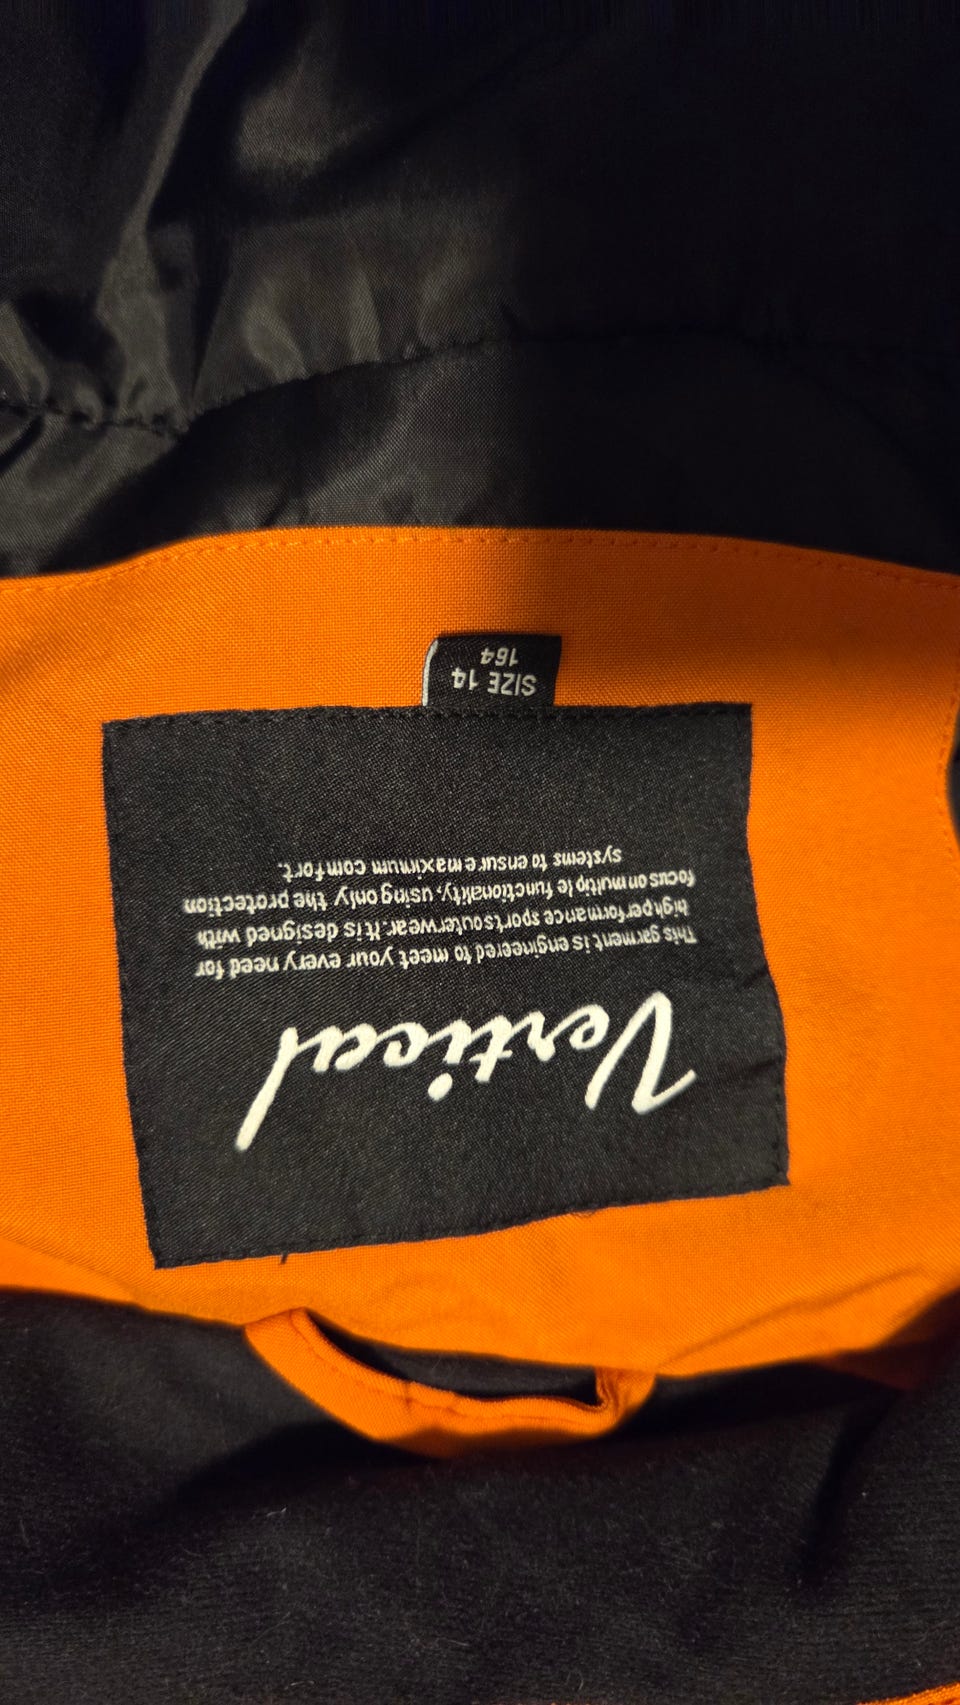 Vertical
This garment is engineered to meet your every need for
high performance sports outerwear. It is designed with
focus on multiple functionality, using only the protection
systems to ensure maximum comfort.
SIZE 14
164